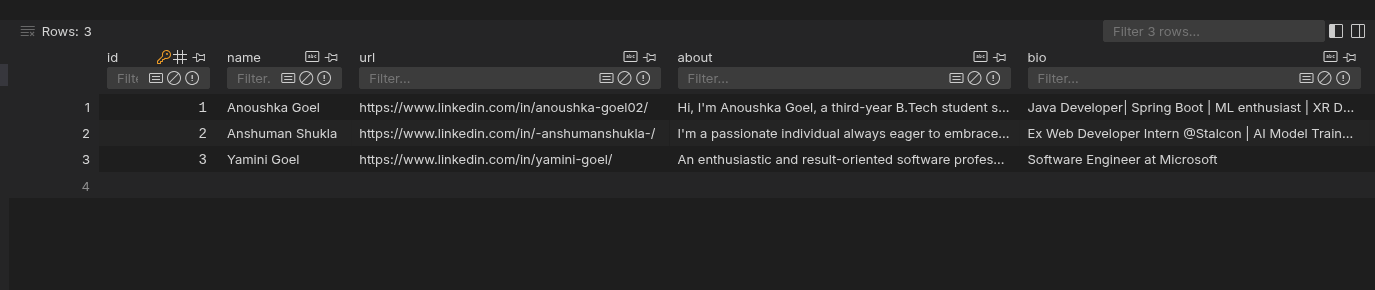 Rows: 3 Filter 3 rows...
id name abc url abc about abc bio abc
Filte Filter. Filter... Filter... Filter...
1 1 Anoushka Goel https://www.linkedin.com/in/anoushka-goel02/ Hi, I'm Anoushka Goel, a third-year B.Tech student s... Java Developer| Spring Boot | ML enthusiast | XR D...
2 2 Anshuman Shukla https://www.linkedin.com/in/-anshumanshukla-/ I'm a passionate individual always eager to embrace... Ex Web Developer Intern @Stalcon | AI Model Train...
3 3 Yamini Goel https://www.linkedin.com/in/yamini-goel/ An enthusiastic and result-oriented software profes... Software Engineer at Microsoft
4